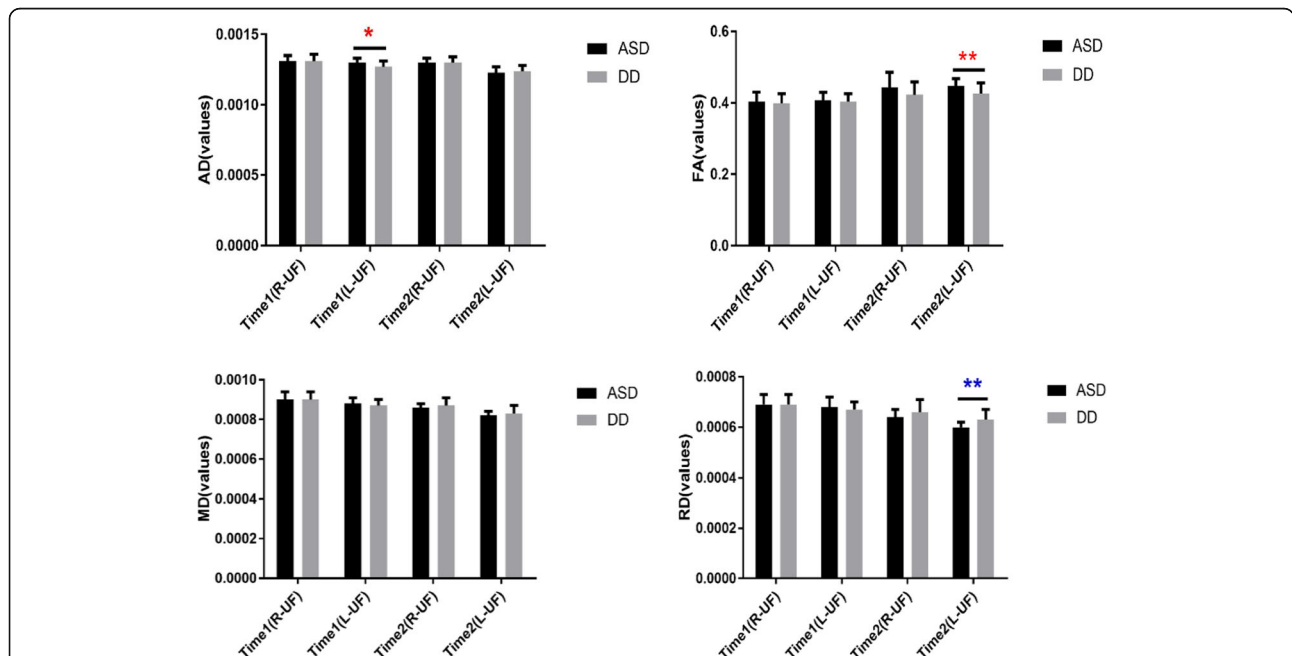 0.0015
0.0010
0.0005
0.0000
AD(values)
*
ASD
DD
Time1(R-UF)
Time1(L-UF)
Time2(R-UF)
Time2(L-UF)
0.6
0.4
0.2
0.0
FA(values)
**
ASD
DD
Time1(R-UF)
Time1(L-UF)
Time2(R-UF)
Time2(L-UF)
0.0010
0.0008
0.0006
0.0004
0.0002
0.0000
MD(values)
ASD
DD
Time1(R-UF)
Time1(L-UF)
Time2(R-UF)
Time2(L-UF)
0.0008
0.0006
0.0004
0.0002
0.0000
RD(values)
**
ASD
DD
Time1(R-UF)
Time1(L-UF)
Time2(R-UF)
Time2(L-UF)